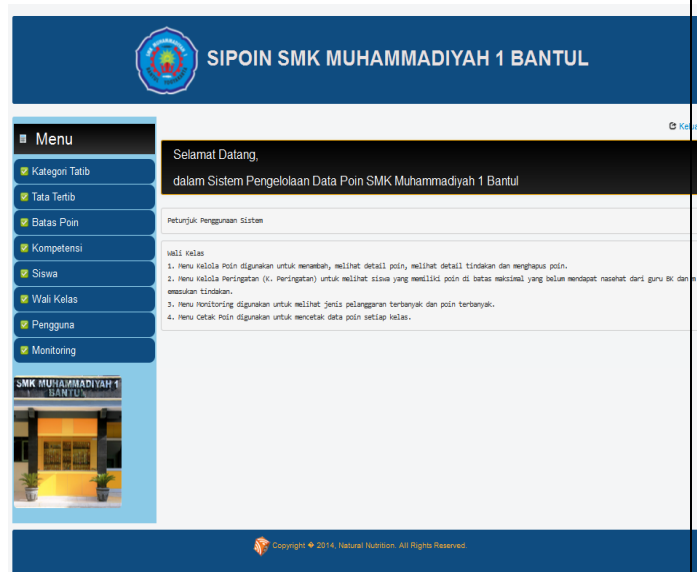 SIPOIN SMK MUHAMMADIYAH 1 BANTUL
Menu
Kategori Tatib
Tata Tertib
Batas Poin
Kompetensi
Siswa
Wali Kelas
Pengguna
Monitoring
SMK MUHAMMADIYAH 1
BANTUL
Selamat Datang,
dalam Sistem Pengelolaan Data Poin SMK Muhammadiyah 1 Bantul
Petunjuk Penggunaan Sistem
Wali Kelas
1. Menu Kelola Poin digunakan untuk menambah, melihat detail poin, melihat detail tindakan dan menghapus poin.
2. Menu Kelola Peringatan (K. Peringatan) untuk melihat siswa yang memiliki poin di batas maksimal yang belum mendapat nasehat dari guru BK dan m
emasukan tindakan.
3. Menu Monitoring digunakan untuk melihat jenis pelanggaran terbanyak dan poin terbanyak.
4. Menu Cetak Poin digunakan untuk mencetak data poin setiap kelas.
Copyright � 2014, Natural Nutrition. All Rights Reserved.